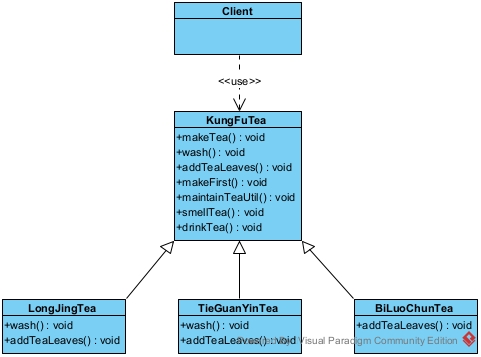 Client
<<use>>
KungFuTea
+makeTea() : void
+wash() : void
+addTeaLeaves() : void
+makeFirst() : void
+maintainTeaUtil() : void
+smellTea() : void
+drinkTea() : void
LongJingTea
+wash() : void
+addTeaLeaves() : void
TieGuanYinTea
+wash() : void
+addTeaLeaves() : void
BiLuoChunTea
+addTeaLeaves() : void
Visual Paradigm Community Edition